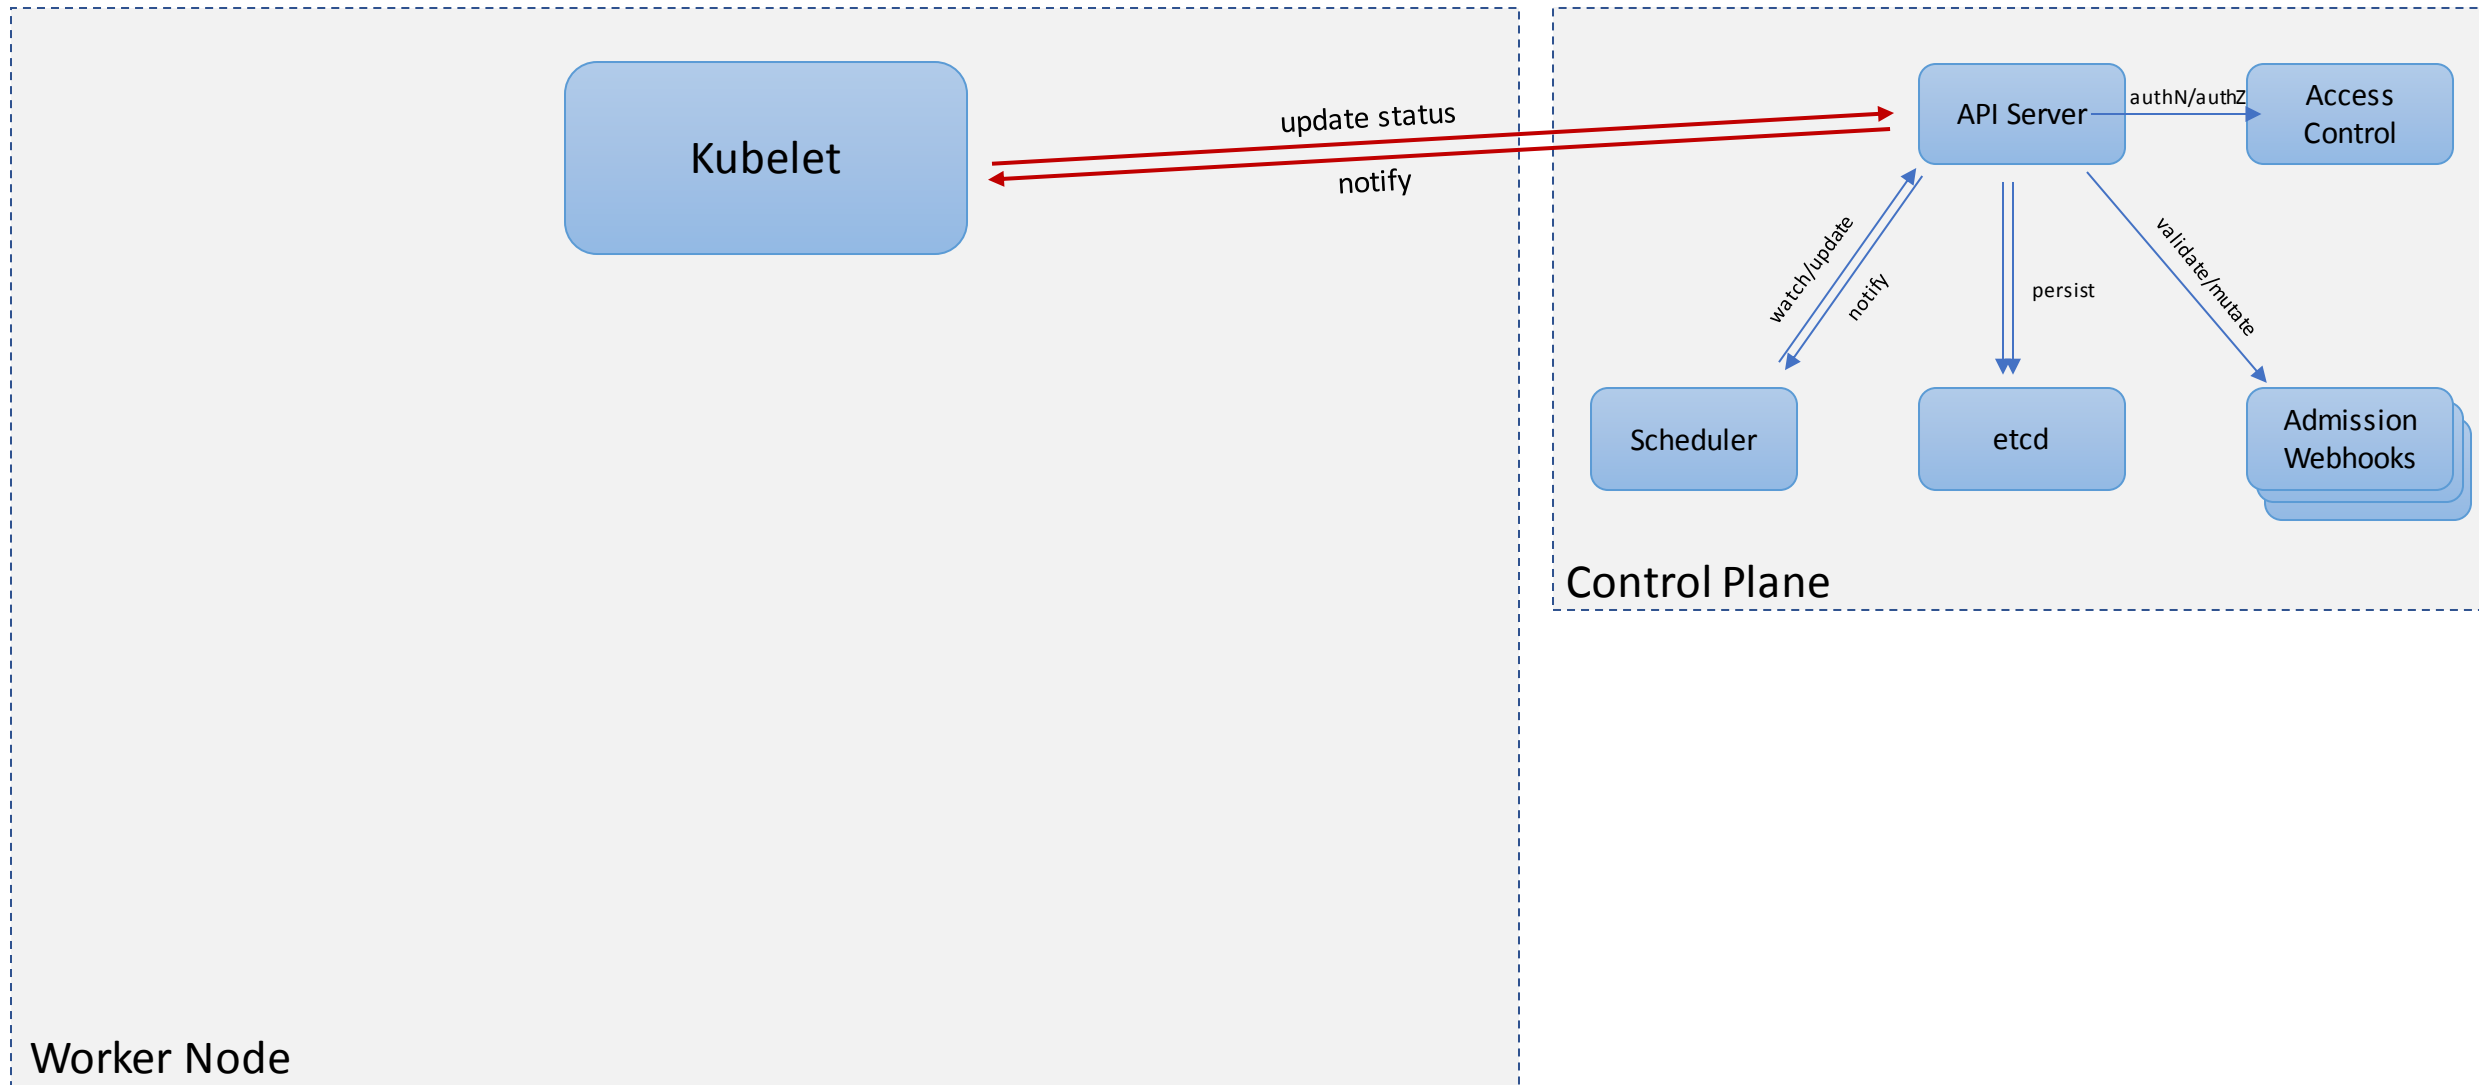 Kubelet
update status
notify
API Server
authN/authZ
Access
Control
watch/update
notify
persist
validate/mutate
Scheduler
etcd
Admission
Webhooks
Control Plane
Worker Node